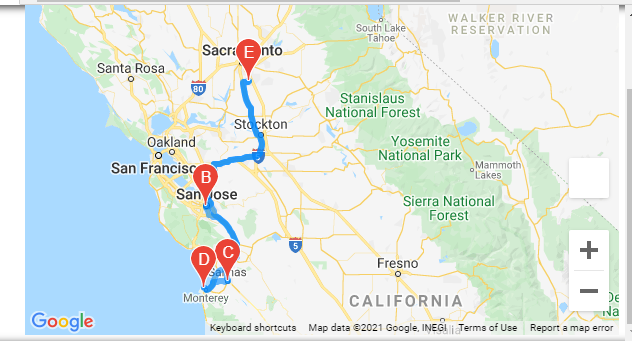 WALKER RIVER
RESERVATION
South Lake
Tahoe
Sacramento
E
Santa Rosa
80
Stanislaus
National Forest
Stockton
Oakland
Yosemite
National Park
San Francisco
Mammoth
Lakes
B
San Jose
Sierra National
Forest
5
D
C
Salinas
Fresno
Monterey
CALIFORNIA
Google
Keyboard shortcuts
Map data ©2021 Google, INEGI
Terms of Use
Report a map error